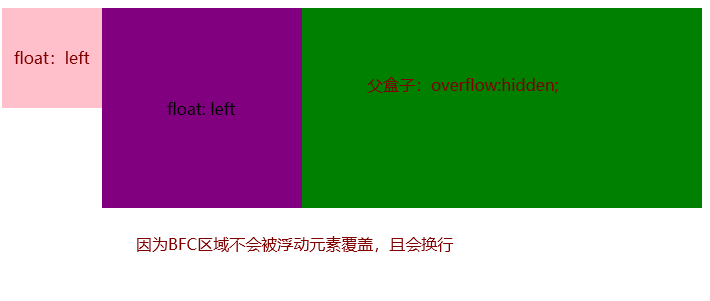 float：left
float: left
父盒子：overflow:hidden;
因为BFC区域不会被浮动元素覆盖，且会换行